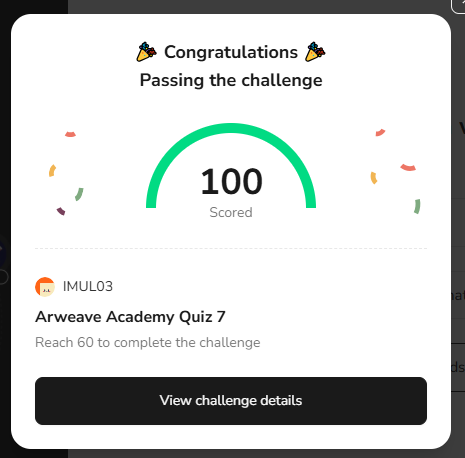 Congratulations
Passing the challenge
100
Scored
IMUL03
Arweave Academy Quiz 7
Reach 60 to complete the challenge
View challenge details